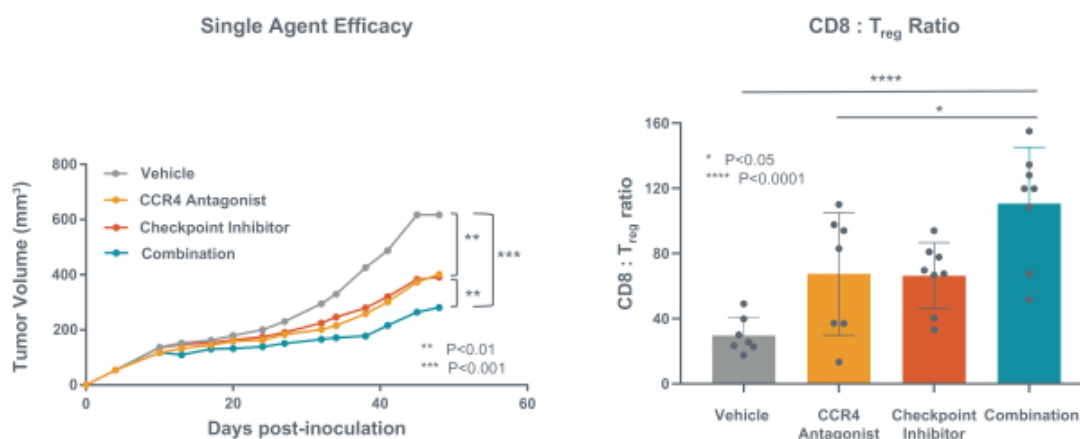 Single Agent Efficacy
800
600
400
200
0
Tumor Volume (mm³)
Vehicle
CCR4 Antagonist
Checkpoint Inhibitor
Combination
**
***
**
** P<0.01
*** P<0.001
0 20 40 60
Days post-inoculation
CD8 : Treg Ratio
****
*
160
120
80
40
0
CD8 : Treg ratio
* P<0.05
**** P<0.0001
Vehicle CCR4 Checkpoint Combination
Antagonist Inhibitor